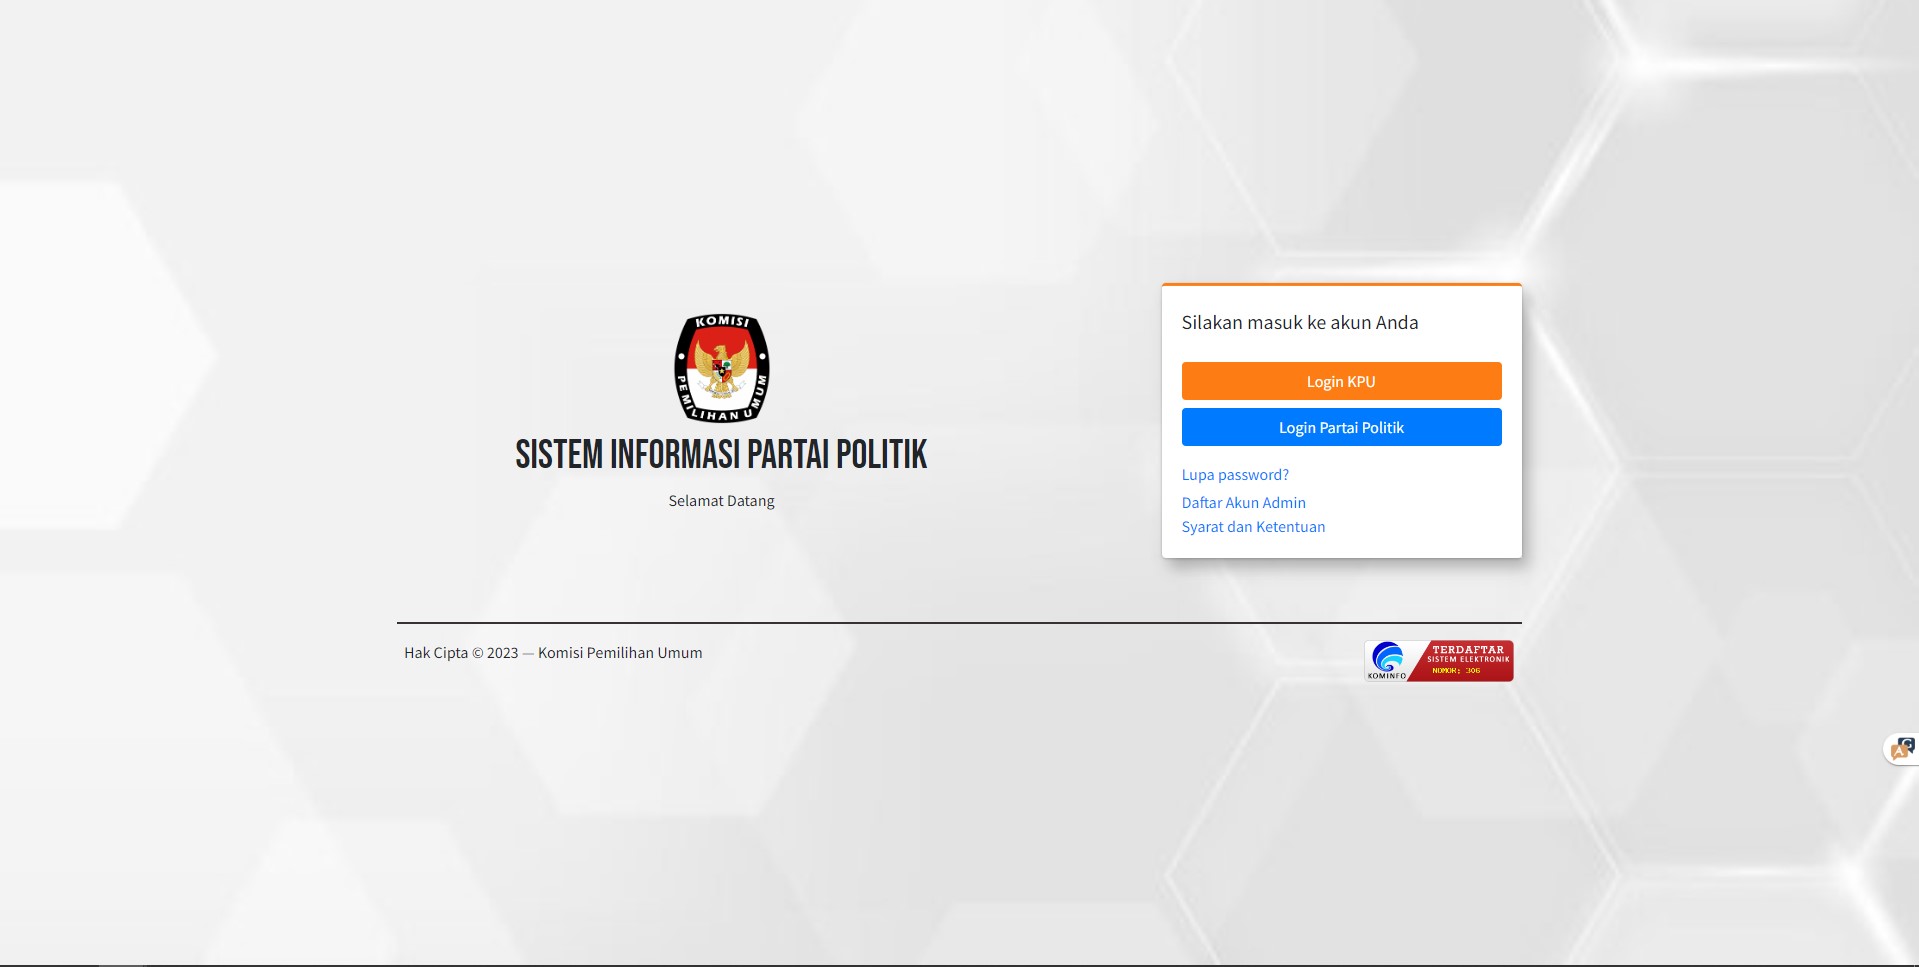 KOMISI
PEMILIHAN UMUM
SISTEM INFORMASI PARTAI POLITIK
Selamat Datang
Silakan masuk ke akun Anda
Login KPU
Login Partai Politik
Lupa password?
Daftar Akun Admin
Syarat dan Ketentuan
Hak Cipta © 2023 — Komisi Pemilihan Umum
KOMINFO
TERDAFTAR
SISTEM ELEKTRONIK
NOMOR: 306